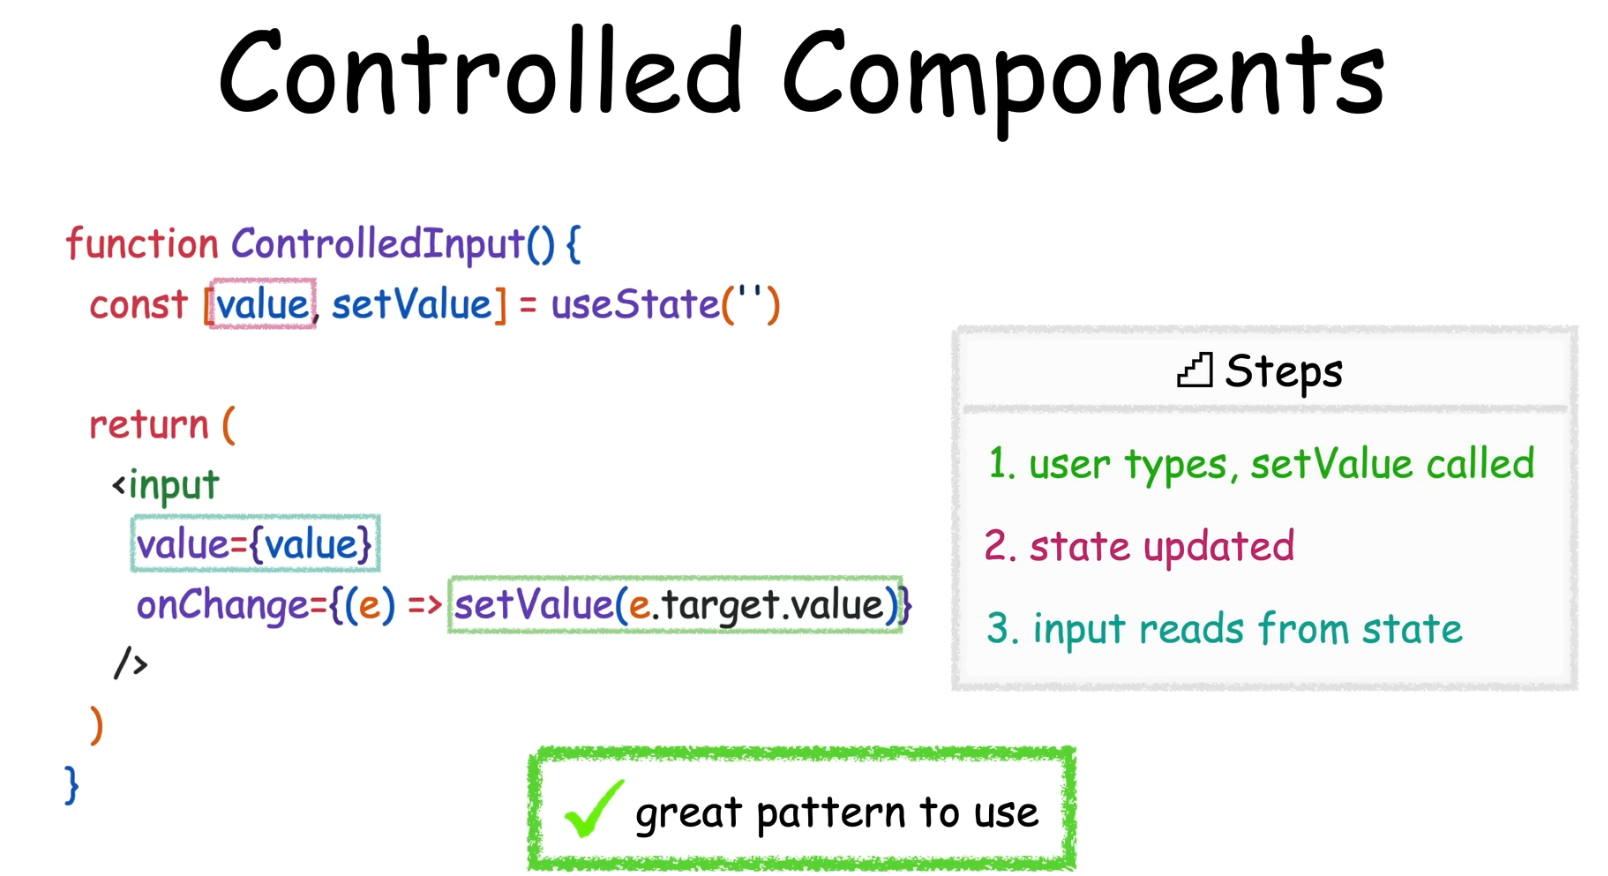 Controlled Components
function ControlledInput() {
const [value, setValue] = useState('')
return (
<input
value={value}
onChange={(e) => setValue(e.target.value)}
/>
)
}
Steps
1. user types, setValue called
2. state updated
3. input reads from state
great pattern to use